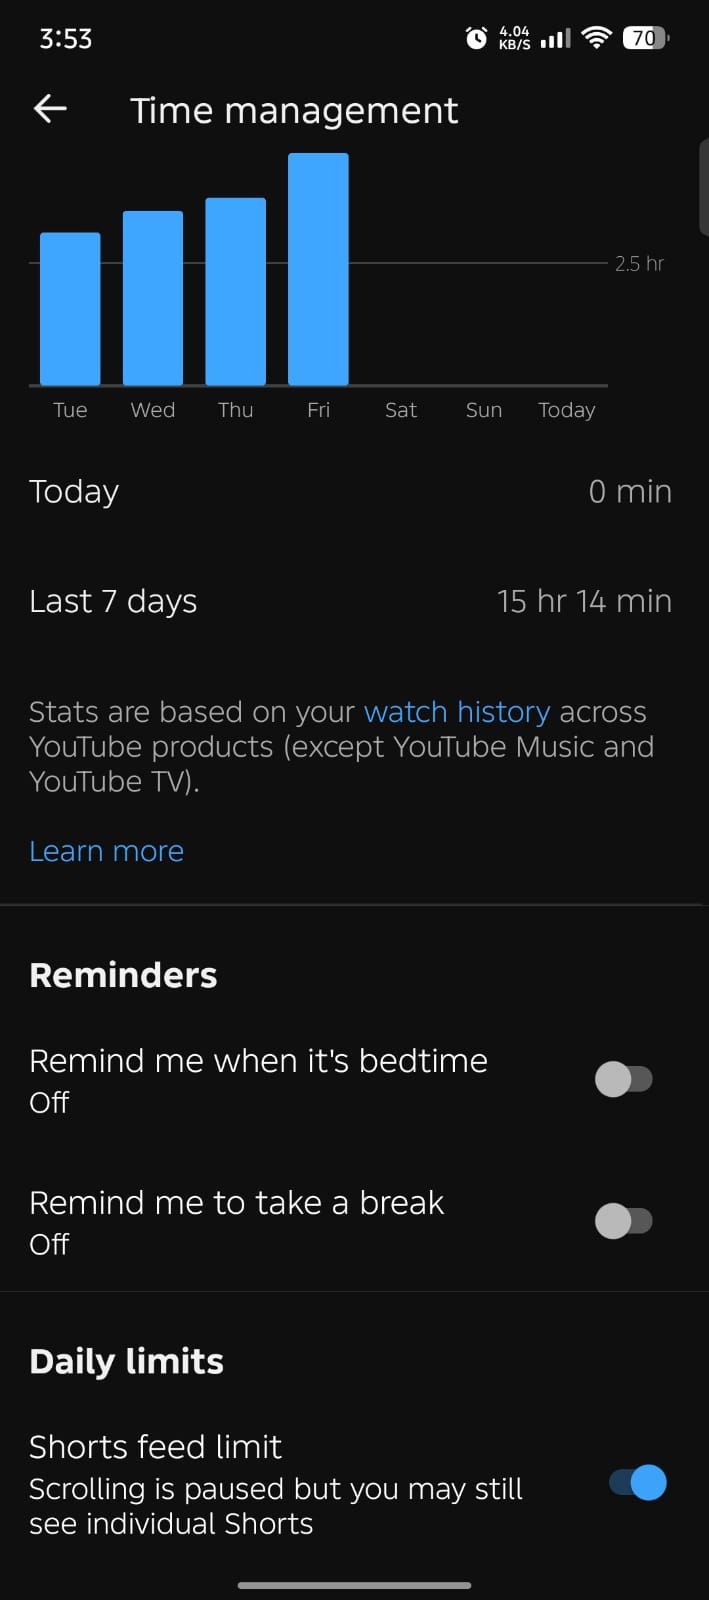 3:53
4.04
KB/S
70
Time management
2.5 hr
Tue Wed Thu Fri Sat Sun Today
Today 0 min
Last 7 days 15 hr 14 min
Stats are based on your watch history across
YouTube products (except YouTube Music and
YouTube TV).
Learn more
Reminders
Remind me when it's bedtime
Off
Remind me to take a break
Off
Daily limits
Shorts feed limit
Scrolling is paused but you may still
see individual Shorts